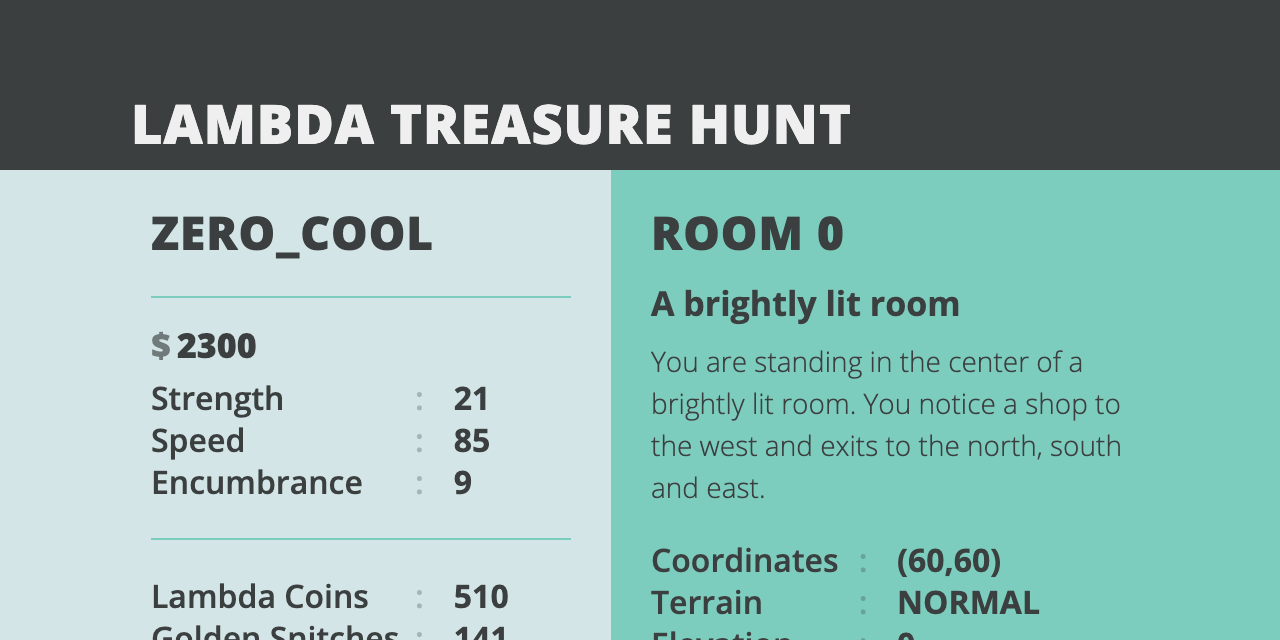 LAMBDA TREASURE HUNT
ZERO_COOL
$ 2300
Strength : 21
Speed : 85
Encumbrance : 9
Lambda Coins : 510
Golden Snitches : 141
ROOM 0
A brightly lit room
You are standing in the center of a
brightly lit room. You notice a shop to
the west and exits to the north, south
and east.
Coordinates : (60,60)
Terrain : NORMAL
Elevation : 0